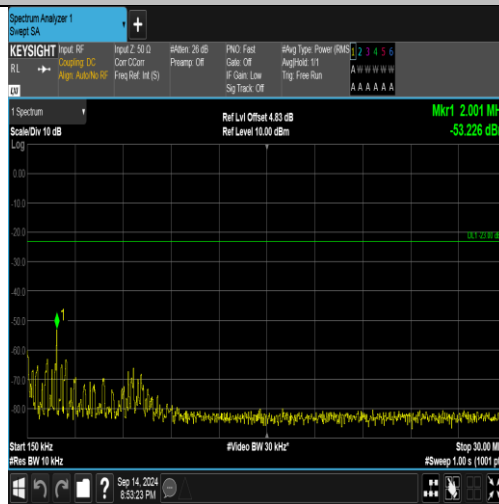 Spectrum Analyzer 1
Swept SA
+
KEYSIGHT
RL
Input: RF
Coupling: DC
Align: Auto/No RF
Input Z: 50 Ω
Corr CCorr
Freq Ref: Int (S)
#Atten: 26 dB
Preamp: Off
PNO: Fast
Gate: Off
IF Gain: Low
Sig Track: Off
#Avg Type: Power (RMS
Avg|Hold: 1/1
Trig: Free Run
1 2 3 4 5 6
A W W W W W
A A A A A A
1 Spectrum
Scale/Div 10 dB
Log
Ref Lvl Offset 4.83 dB
Ref Level 10.00 dBm
Mkr1 2.001 MH
-53.226 dB
0.00
-10.0
-20.0
-30.0
-40.0
-50.0
-60.0
-70.0
-80.0
DL1 -23.00 dB
1
Start 150 kHz
#Res BW 10 kHz
#Video BW 30 kHz*
Stop 30.00 M
#Sweep 1.00 s (1001 pt
?
Sep 14, 2024
8:53:23 PM